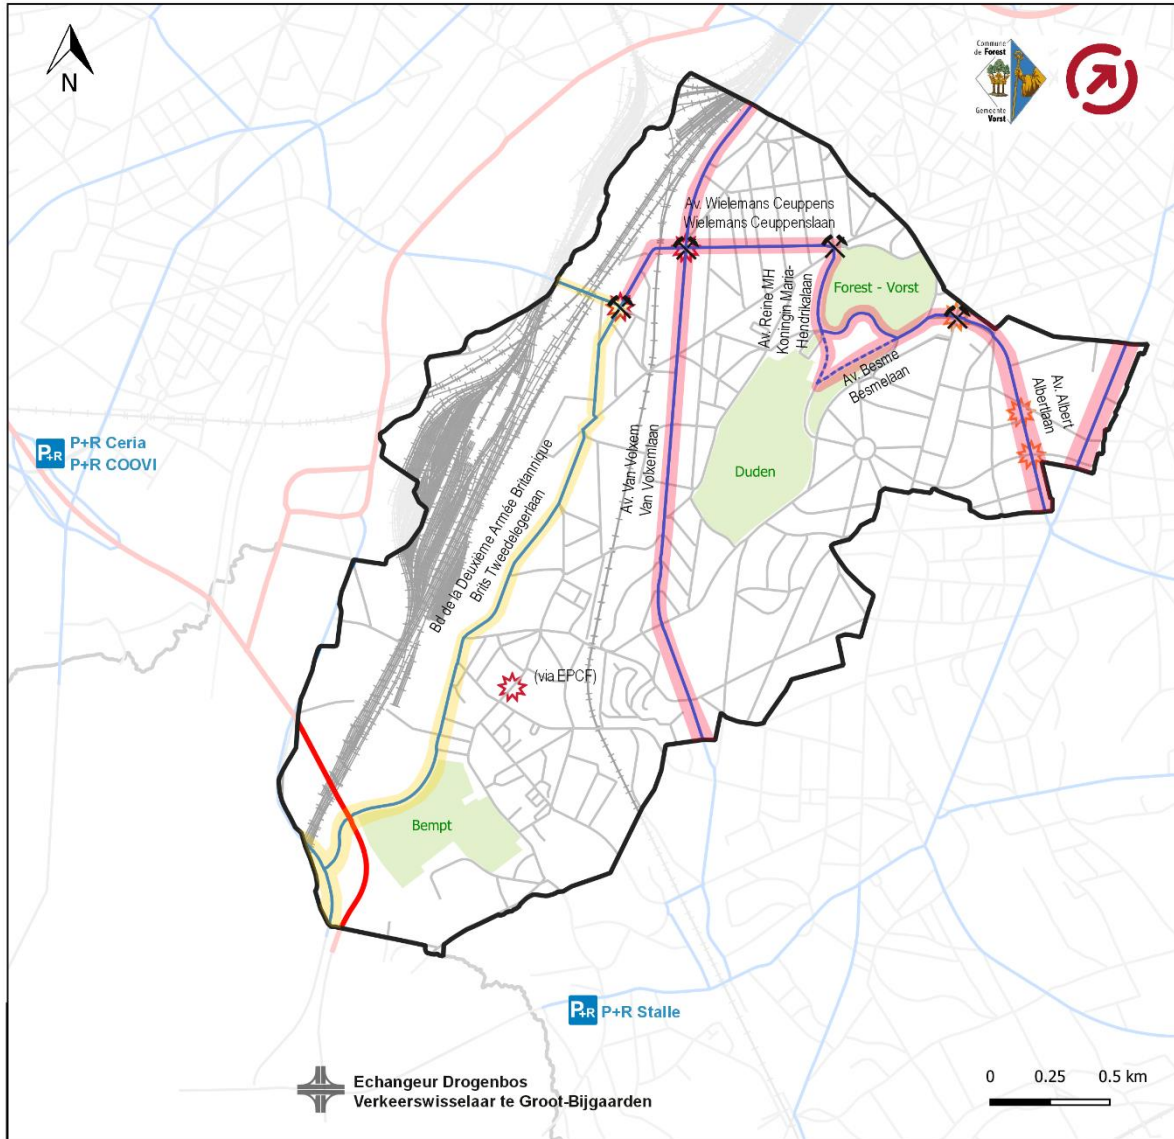 N
Commune
de Forest
Gemeente
Vorst
Av. Wielemans Ceuppens
Wielemans Ceuppenslaan
Av. Reine MH
Koningin Maria-
Hendrikalaan
Forest - Vorst
Av. Besme
Besmelaan
Av. Albert
Albertlaan
P+R
P+R Ceria
P+R COOVI
Duden
Av. Van Volxem
Van Volxemlaan
Bd de la Deuxième Armée Britannique
Brits Tweedelegerlaan
(via EPCF)
Bempt
P+R
P+R Stalle
Echangeur Drogenbos
Verkeerswisselaar te Groot-Bijgaarden
0 0.25 0.5 km